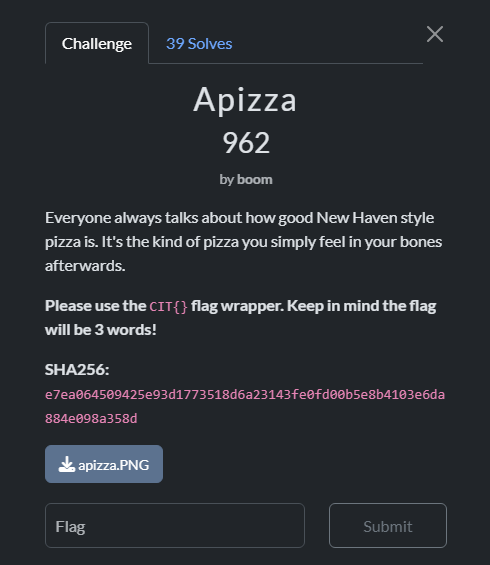 Challenge
39 Solves
Apizza
962
by boom
Everyone always talks about how good New Haven style
pizza is. It's the kind of pizza you simply feel in your bones
afterwards.
Please use the CIT{} flag wrapper. Keep in mind the flag
will be 3 words!
SHA256:
e7ea064509425e93d1773518d6a23143fe0fd00b5e8b4103e6da
884e098a358d
apizza.PNG
Flag
Submit